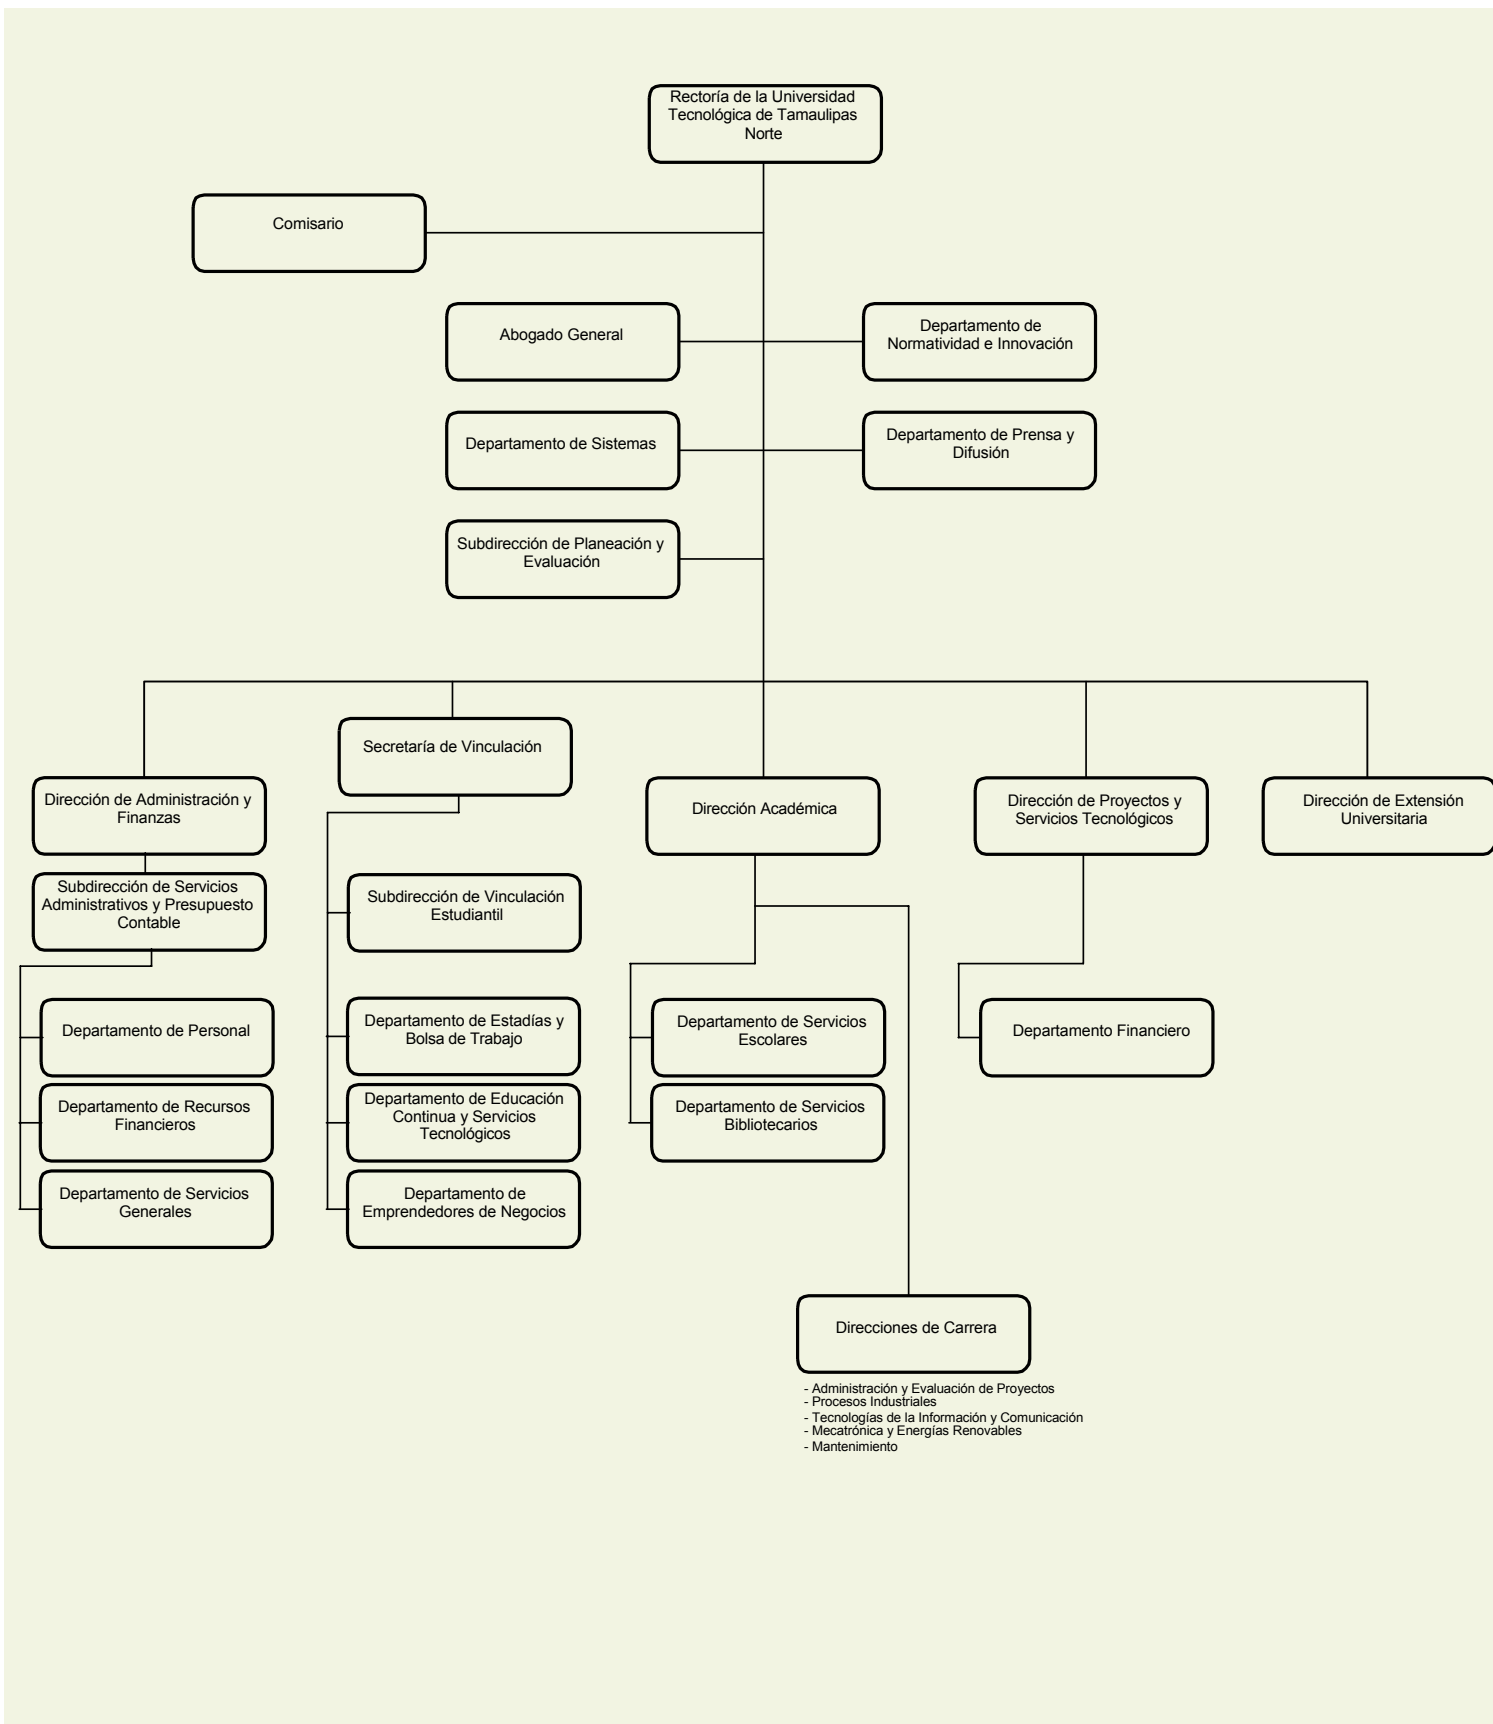 Rectoría de la Universidad
Tecnológica de Tamaulipas
Norte
Comisario
Abogado General
Departamento de
Normatividad e Innovación
Departamento de Sistemas
Departamento de Prensa y
Difusión
Subdirección de Planeación y
Evaluación
Secretaría de Vinculación
Dirección de Administración y
Finanzas
Dirección Académica
Dirección de Proyectos y
Servicios Tecnológicos
Dirección de Extensión
Universitaria
Subdirección de Servicios
Administrativos y Presupuesto
Contable
Subdirección de Vinculación
Estudiantil
Departamento de Personal
Departamento de Estadías y
Bolsa de Trabajo
Departamento de Servicios
Escolares
Departamento Financiero
Departamento de Recursos
Financieros
Departamento de Educación
Continua y Servicios
Tecnológicos
Departamento de Servicios
Bibliotecarios
Departamento de Servicios
Generales
Departamento de
Emprendedores de Negocios
Direcciones de Carrera
- Administración y Evaluación de Proyectos
- Procesos Industriales
- Tecnologías de la Información y Comunicación
- Mecatrónica y Energías Renovables
- Mantenimiento